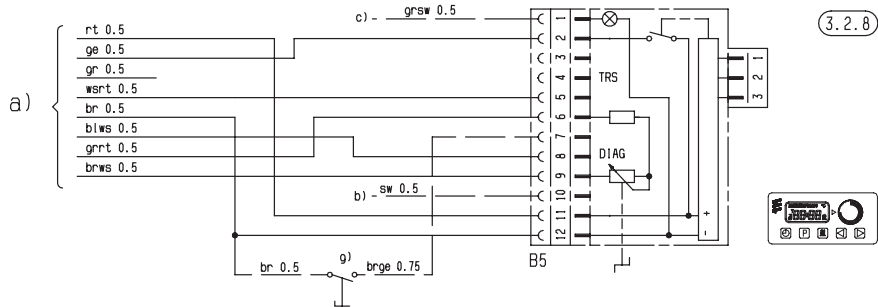 c) grsw 0.5
3.2.8
a)
rt 0.5
ge 0.5
gr 0.5
wsrt 0.5
br 0.5
blws 0.5
grrt 0.5
brws 0.5
b) sw 0.5
g)
br 0.5 brge 0.75
1
2
3
4
5
6
7
8
9
10
11
12
B5
TRS
DIAG
+
-
1
2
3
P